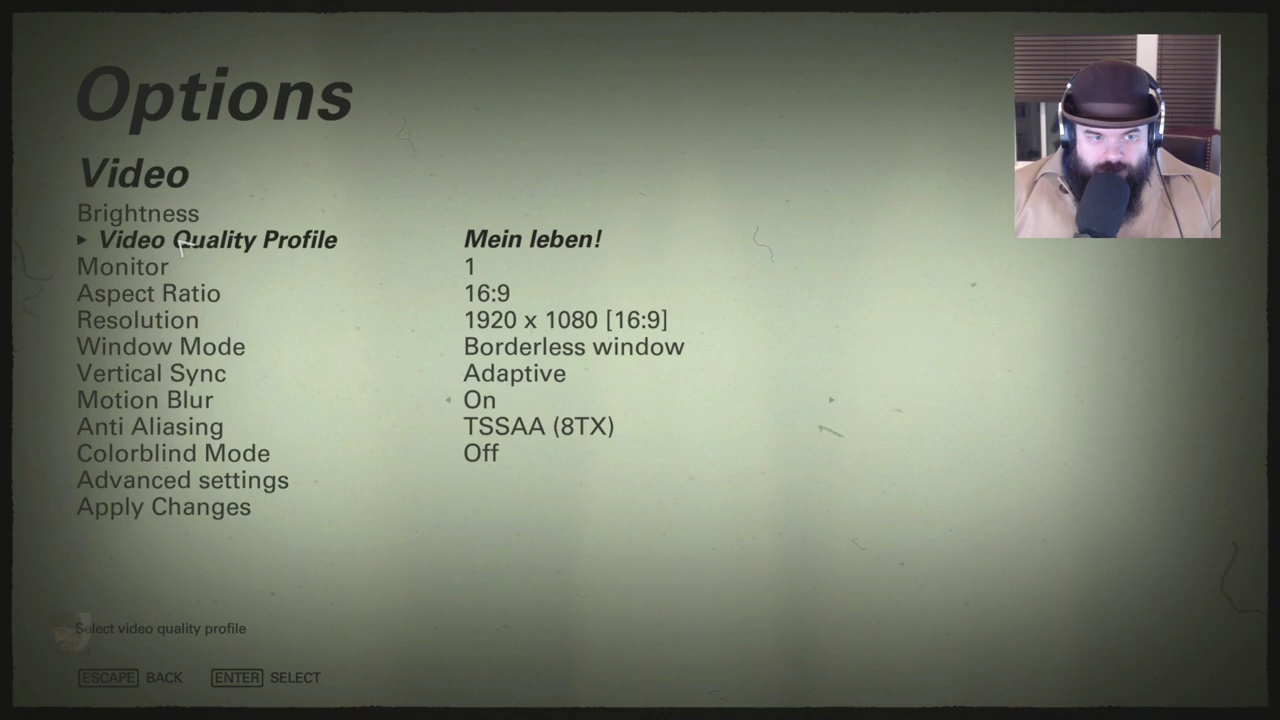 Options
Video
Brightness
Video Quality Profile Mein leben!
Monitor 1
Aspect Ratio 16:9
Resolution 1920 x 1080 [16:9]
Window Mode Borderless window
Vertical Sync Adaptive
Motion Blur On
Anti Aliasing TSSAA (8TX)
Colorblind Mode Off
Advanced settings
Apply Changes
Select video quality profile
ESCAPE BACK ENTER SELECT